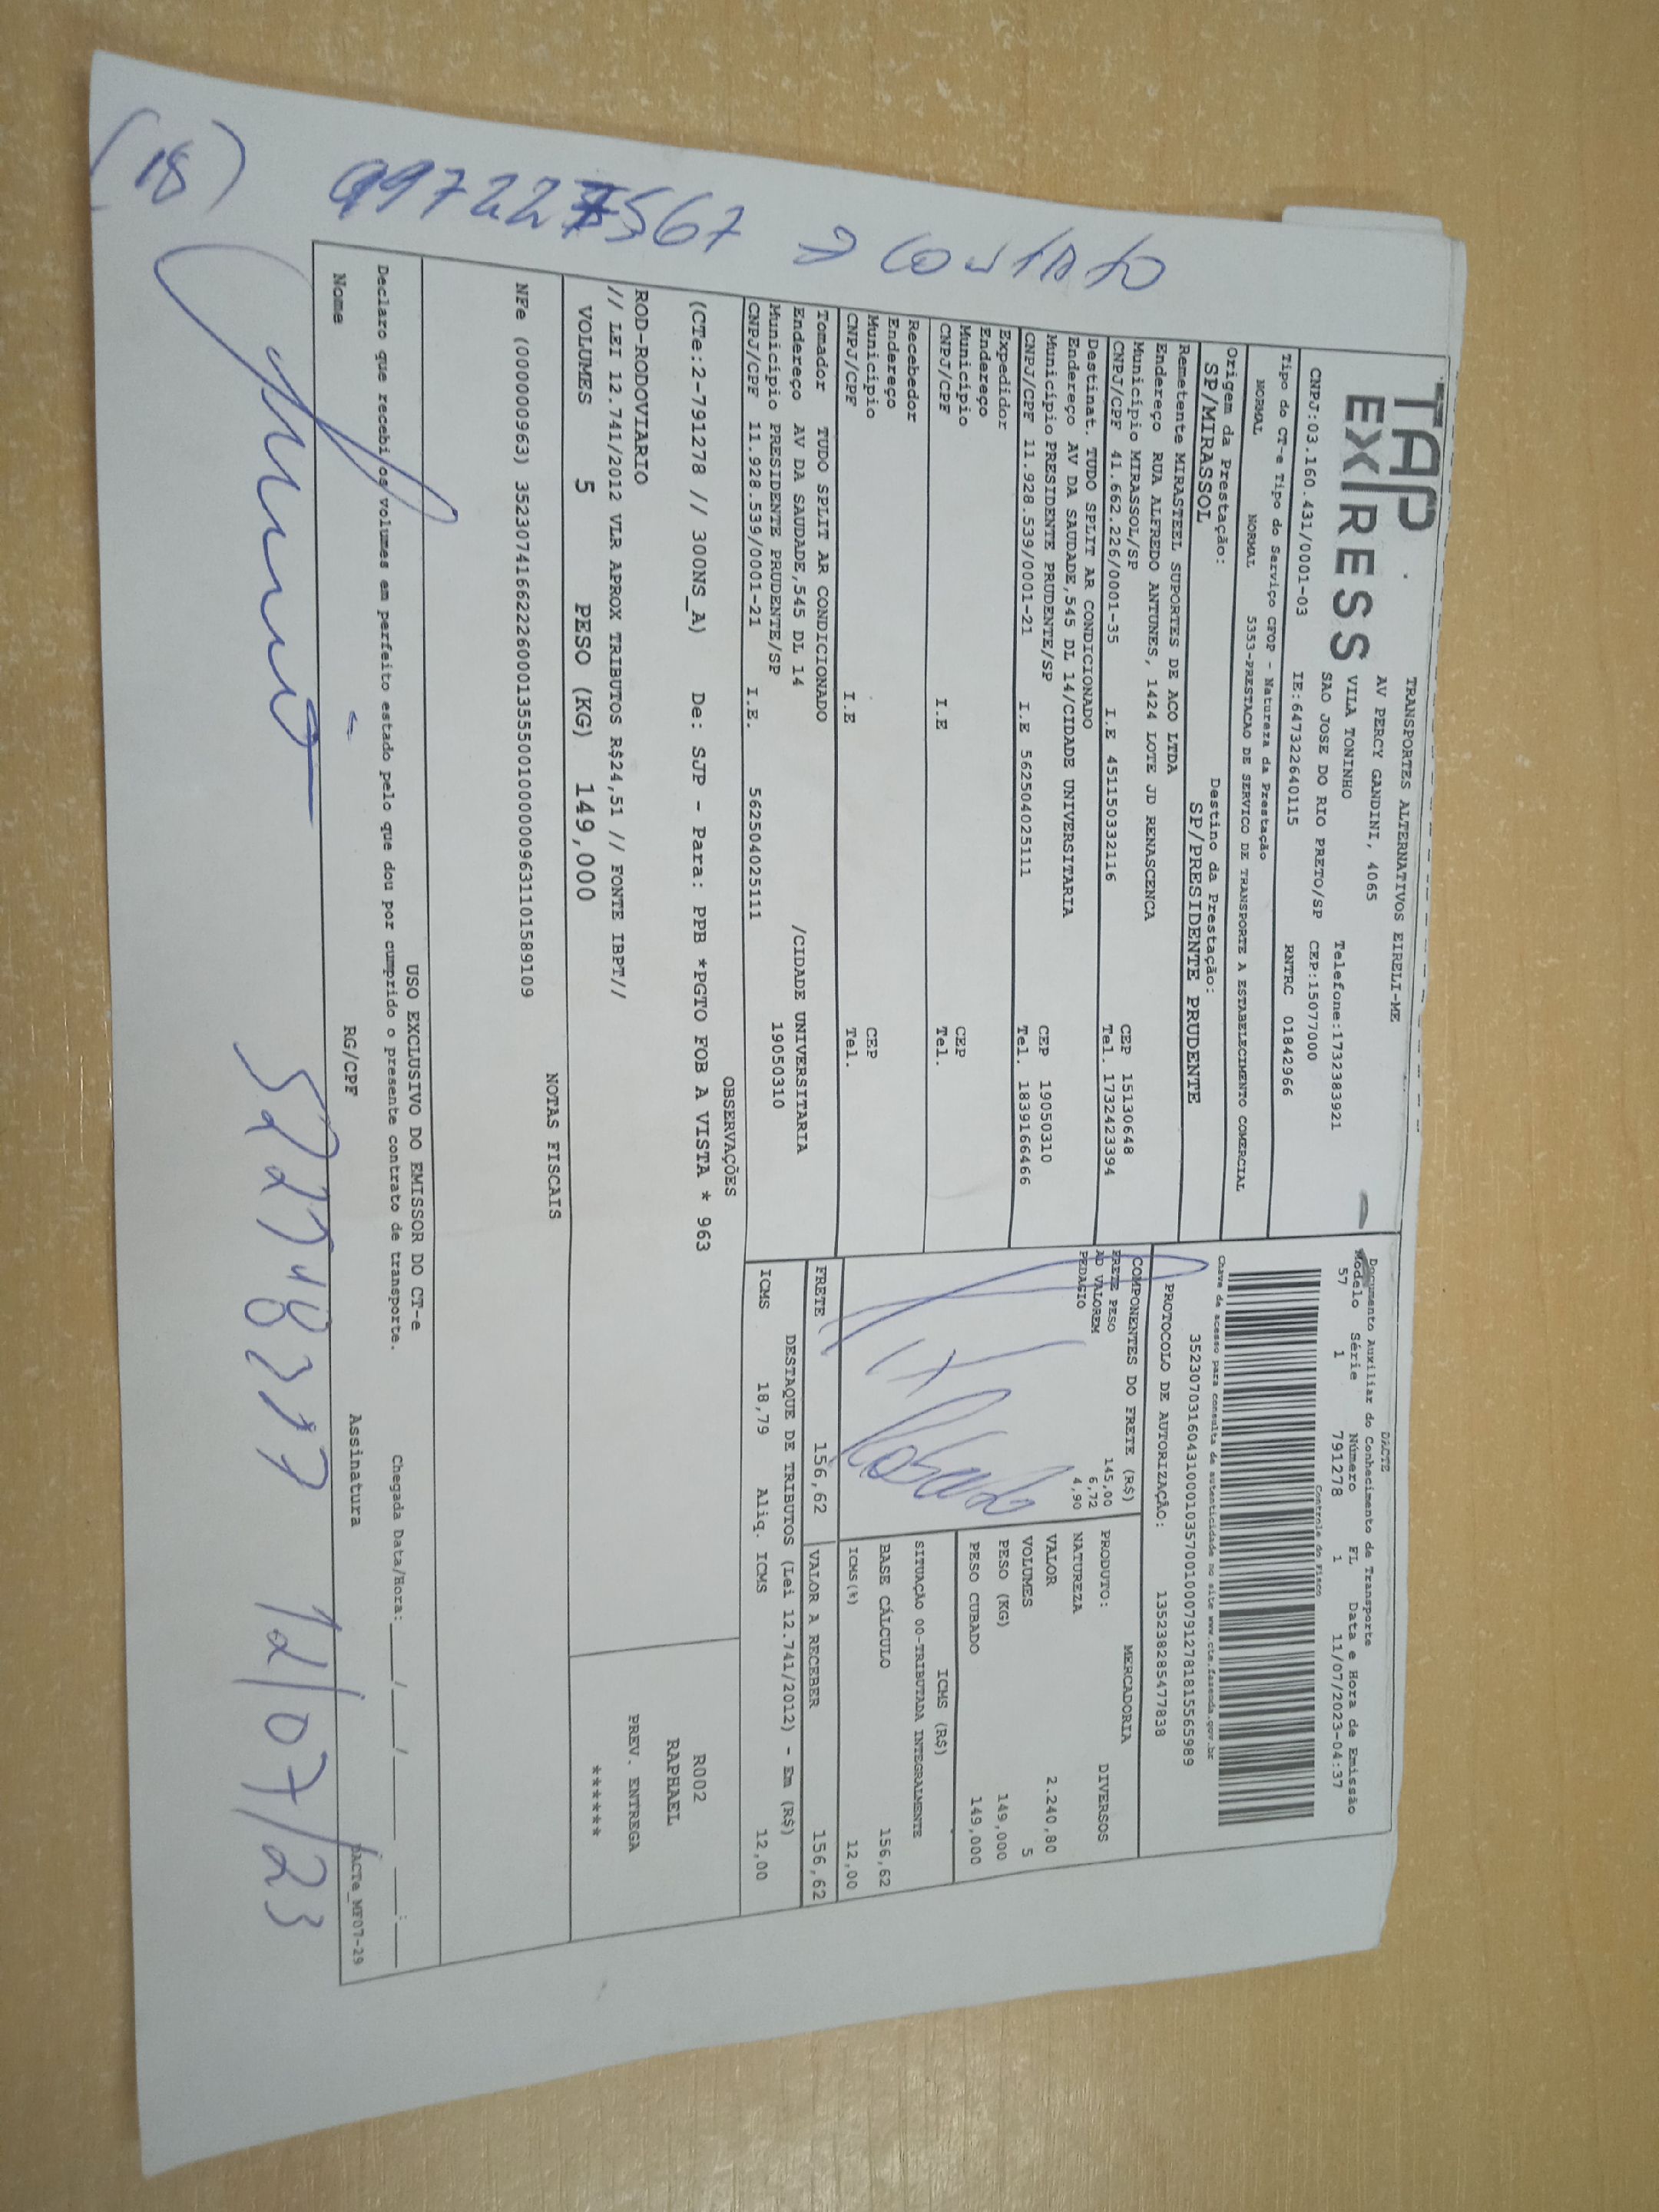 TAP EXPRESS
TRANSPORTES ALTERNATIVOS EIRELI-ME
AV PERCY GANDINI, 4065
VILA TONINHO Telefone:1732383921
SAO JOSE DO RIO PRETO/SP CEP:15077000
CNPJ:03.160.431/0001-03 IE:647322640115 RNTRC 01842966
Tipo do CT-e Tipo do Serviço CFOP - Natureza da Prestação
NORMAL NORMAL 5353-PRESTACAO DE SERVICO DE TRANSPORTE A ESTABELECIMENTO COMERCIAL
Origem da Prestação: Destino da Prestação:
SP/MIRASSOL SP/PRESIDENTE PRUDENTE
Remetente MIRASTEEL SUPORTES DE ACO LTDA
Endereço RUA ALFREDO ANTUNES, 1424 LOTE JD RENASCENCA
Município MIRASSOL/SP CEP 15130648
CNPJ/CPF 41.662.226/0001-35 I.E 451150332116 Tel. 1732423394
Destinat. TUDO SPLIT AR CONDICIONADO
Endereço AV DA SAUDADE,545 DL 14/CIDADE UNIVERSITARIA
Município PRESIDENTE PRUDENTE/SP CEP 19050310
CNPJ/CPF 11.928.539/0001-21 I.E 562504025111 Tel. 1839166466
Expedidor
Endereço
Município CEP
CNPJ/CPF I.E Tel.
Recebedor
Endereço
Município CEP
CNPJ/CPF I.E Tel.
Tomador TUDO SPLIT AR CONDICIONADO
Endereço AV DA SAUDADE,545 DL 14 /CIDADE UNIVERSITARIA
Município PRESIDENTE PRUDENTE/SP 19050310
CNPJ/CPF 11.928.539/0001-21 I.E. 562504025111
DACTE
Documento Auxiliar do Conhecimento de Transporte
Modelo Série Número FL Data e Hora de Emissão
57 1 791278 1 11/07/2023-04:37
Controle do Fisco
Chave de acesso para consulta de autenticidade no site www.cte.fazenda.gov.br
35230703160431000103570010007912781815565989
PROTOCOLO DE AUTORIZAÇÃO: 135238285477838
COMPONENTES DO FRETE (R$)
FRETE PESO 145,00
AD VALOREM 6,72
PEDAGIO 4,90
MERCADORIA
PRODUTO: DIVERSOS
NATUREZA
VALOR 2.240,80
VOLUMES 5
PESO (KG) 149,000
PESO CUBADO 149,000
ICMS (R$)
SITUAÇÃO 00-TRIBUTADA INTEGRALMENTE
BASE CÁLCULO 156,62
ICMS(%) 12,00
FRETE 156,62 VALOR A RECEBER 156,62
DESTAQUE DE TRIBUTOS (Lei 12.741/2012) - Em (R$)
ICMS 18,79 Aliq. ICMS 12,00
OBSERVAÇÕES
(CTe:2-791278 // 300NS_A) De: SJP - Para: PPB *PGTO FOB A VISTA * 963
ROD-RODOVIARIO
// LEI 12.741/2012 VLR APROX TRIBUTOS R$24,51 // FONTE IBPT//
R002
RAPHAEL
PREV. ENTREGA
******
VOLUMES 5 PESO (KG) 149,000
NOTAS FISCAIS
NFe (000000963) 35230741662226000135550010000009631101589109
USO EXCLUSIVO DO EMISSOR DO CT-e
Declaro que recebi os volumes em perfeito estado pelo que dou por cumprido o presente contrato de transporte.
Chegada Data/Hora: ___/___/___ __:__
Nome RG/CPF Assinatura
DACTe_MF07-29
12/07/23
(18) 997227567 → contato